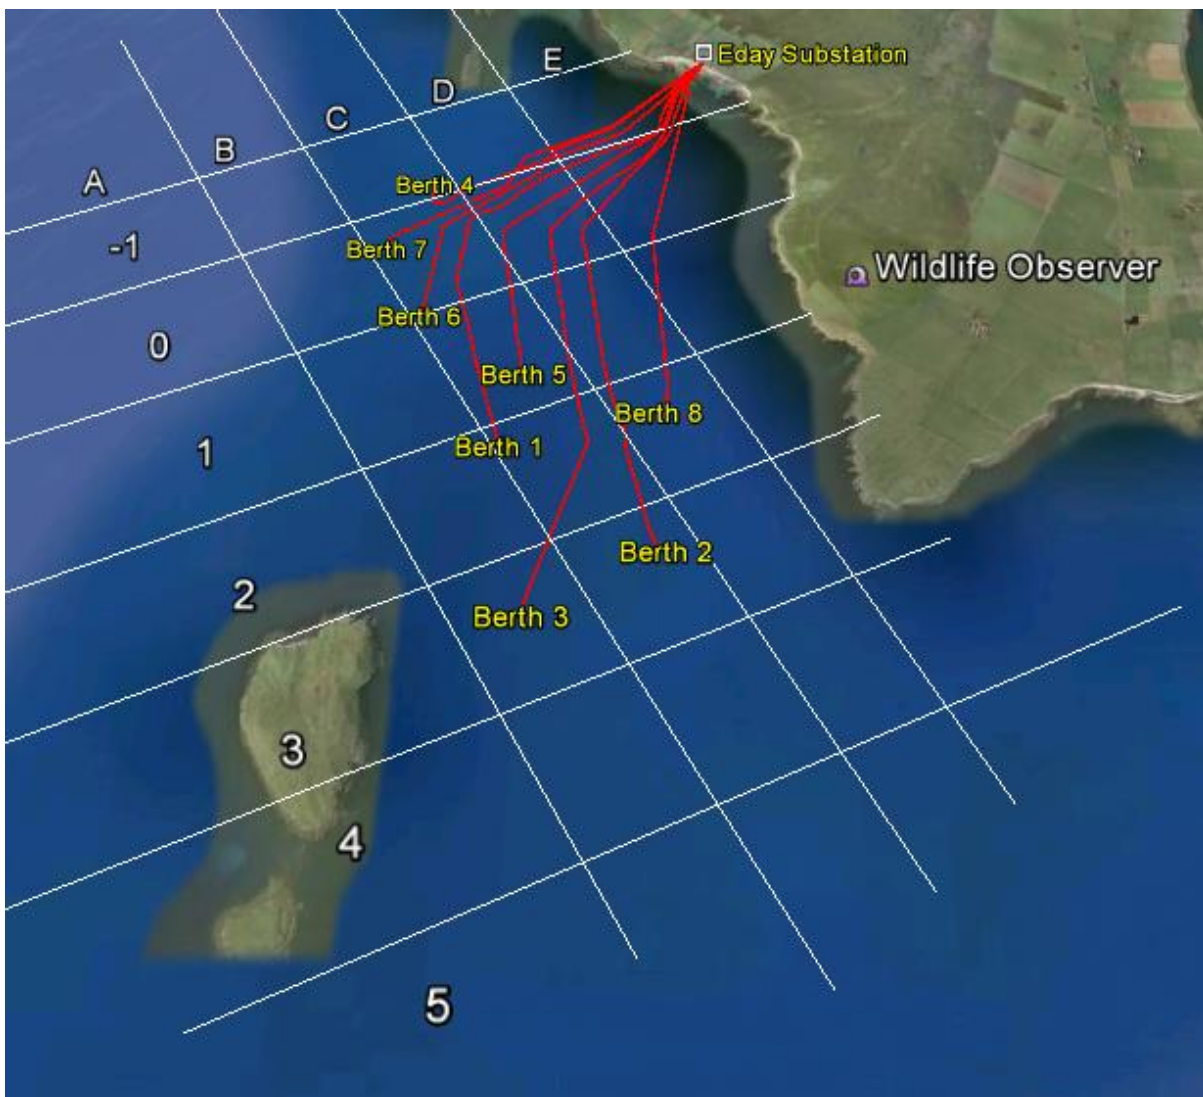 E
Eday Substation
D
C
B
A
Berth 4
-1
Berth 7
Wildlife Observer
Berth 6
0
Berth 5
Berth 8
1
Berth 1
Berth 2
2
Berth 3
3
4
5